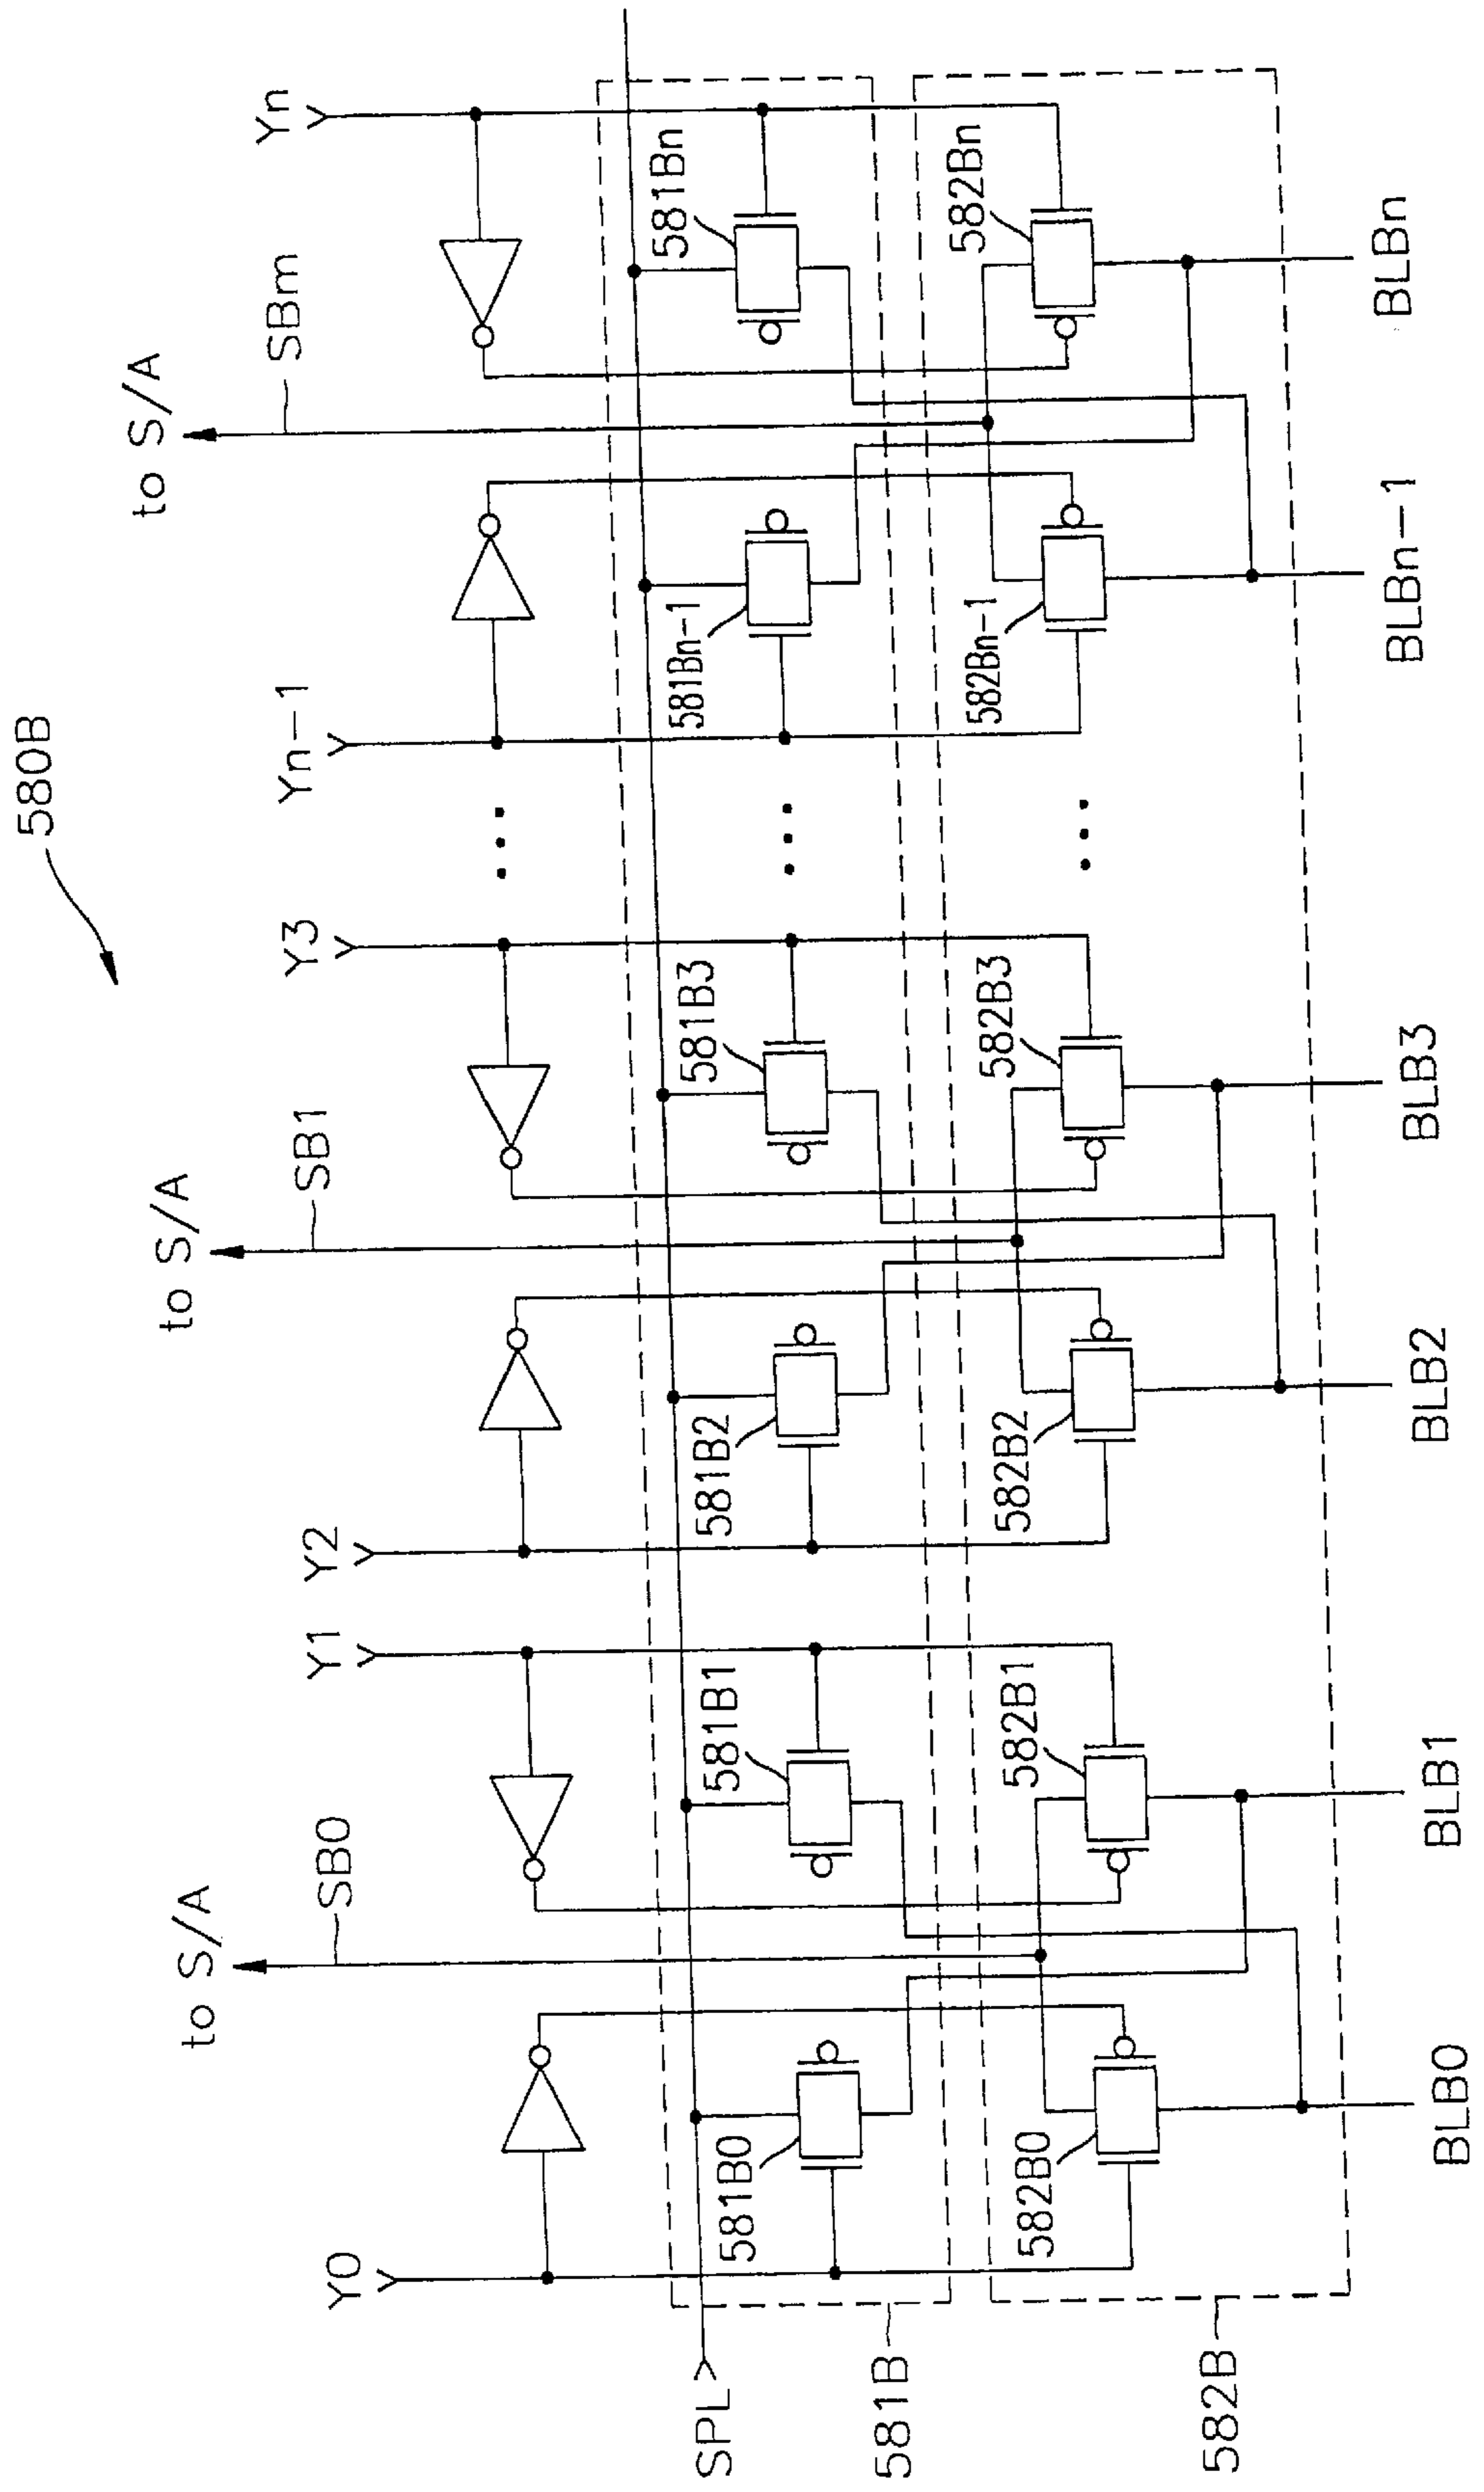 580B
to S/A
to S/A
to S/A
SB0
SB1
SBm
Y0
Y1
Y2
Y3
Yn-1
Yn
SPL
581B0
581B1
581B2
581B3
581Bn-1
581Bn
581B
582B0
582B1
582B2
582B3
582Bn-1
582Bn
582B
BLB0
BLB1
BLB2
BLB3
BLBn-1
BLBn